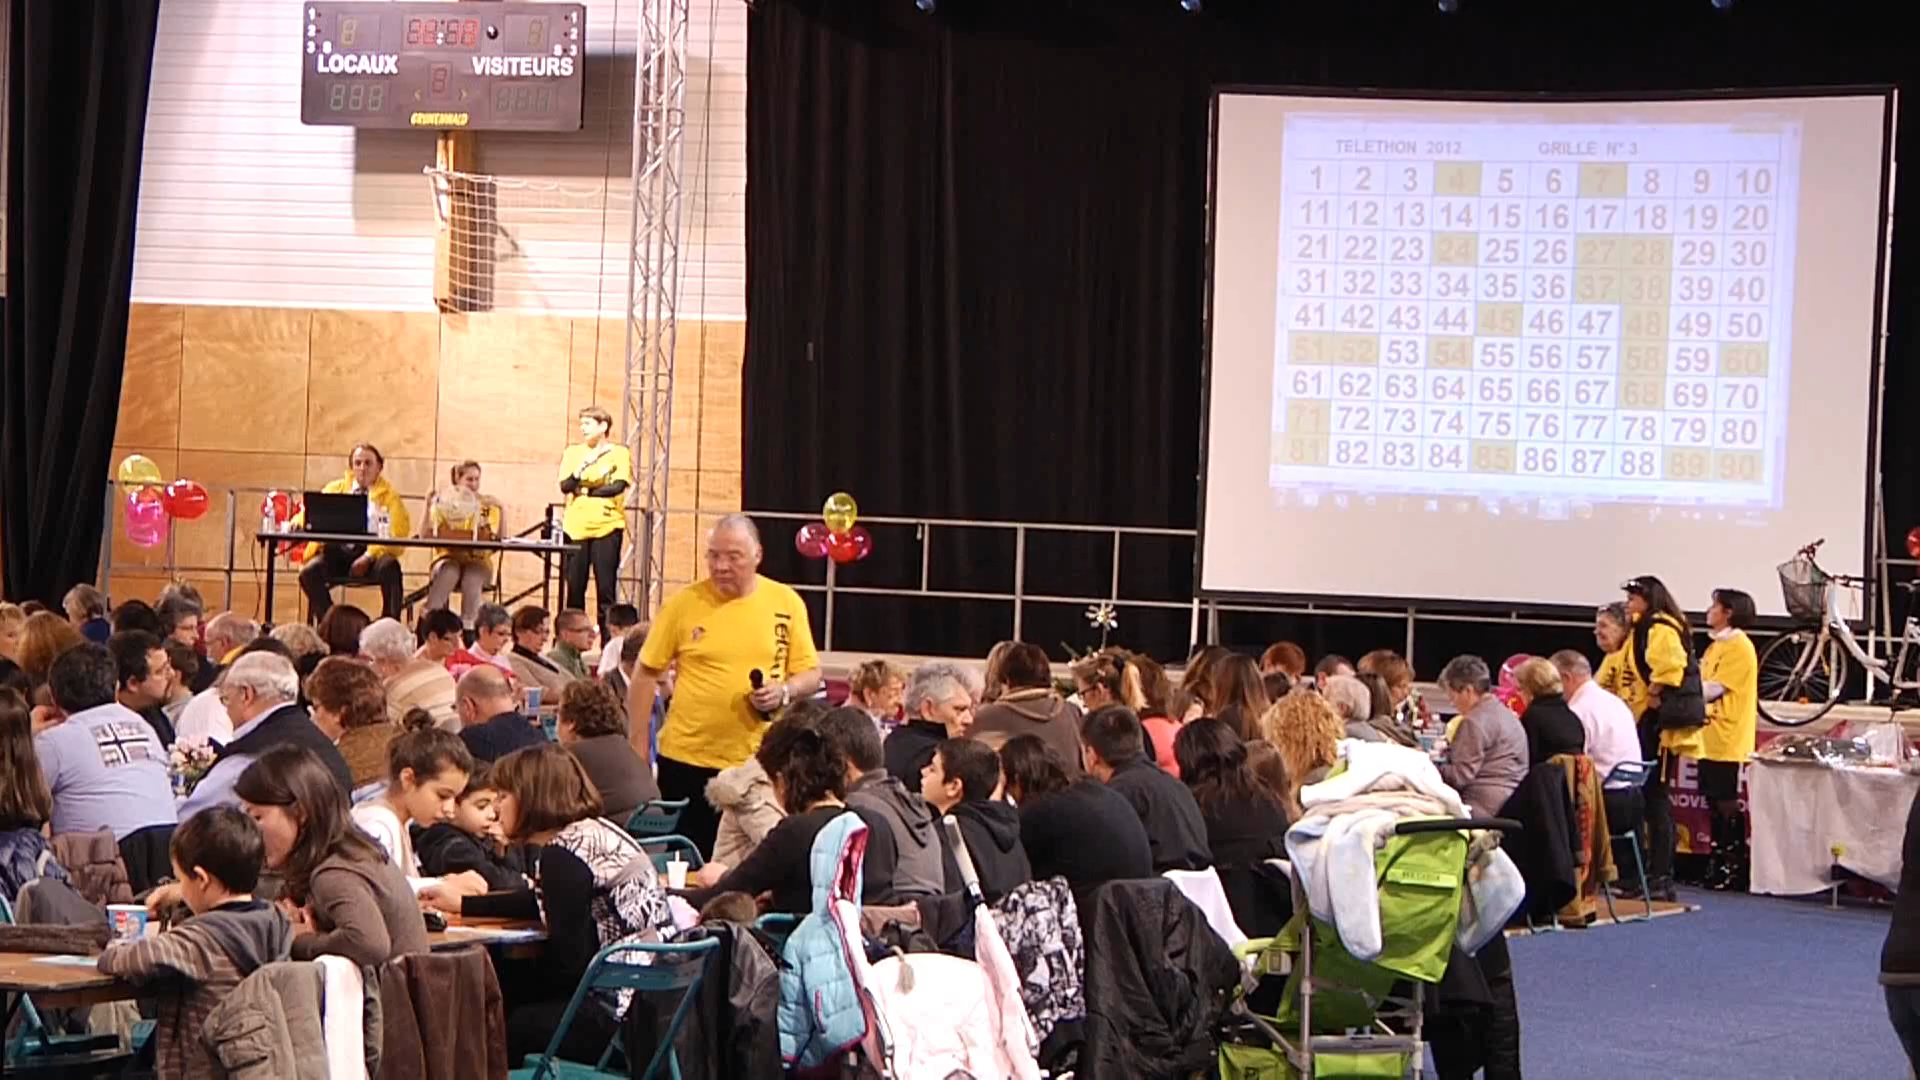 LOCAUX VISITEURS
GRUNENWALD
TELETHON 2012 GRILLE N° 3
1 2 3 4 5 6 7 8 9 10
11 12 13 14 15 16 17 18 19 20
21 22 23 24 25 26 27 28 29 30
31 32 33 34 35 36 37 38 39 40
41 42 43 44 45 46 47 48 49 50
51 52 53 54 55 56 57 58 59 60
61 62 63 64 65 66 67 68 69 70
71 72 73 74 75 76 77 78 79 80
81 82 83 84 85 86 87 88 89 90